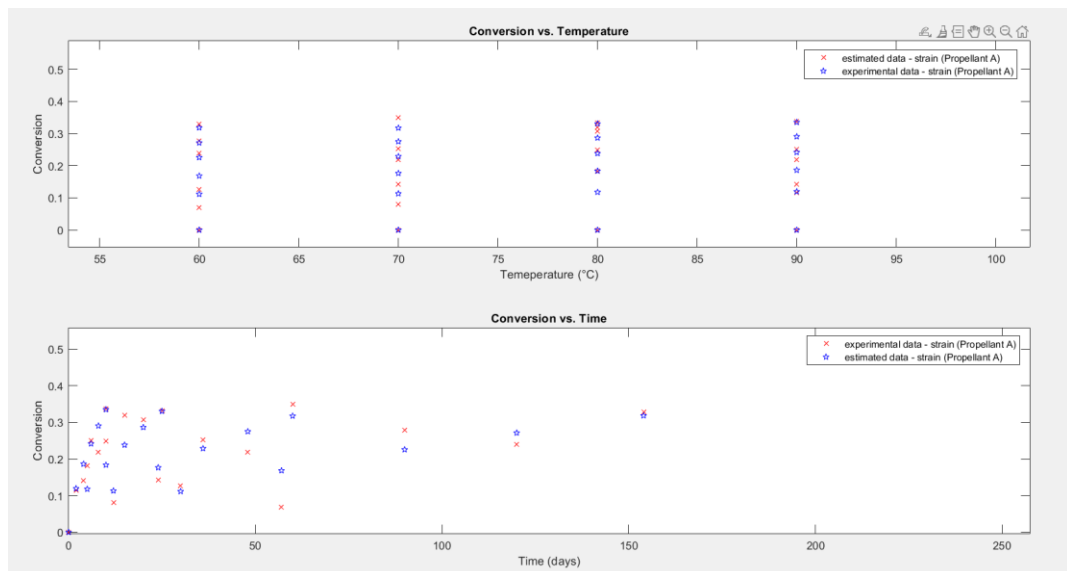 Conversion vs. Temperature
estimated data - strain (Propellant A)
experimental data - strain (Propellant A)
Conversion
0.5
0.4
0.3
0.2
0.1
0
55 60 65 70 75 80 85 90 95 100
Temeperature (°C)
Conversion vs. Time
experimental data - strain (Propellant A)
estimated data - strain (Propellant A)
Conversion
0.5
0.4
0.3
0.2
0.1
0
0 50 100 150 200 250
Time (days)